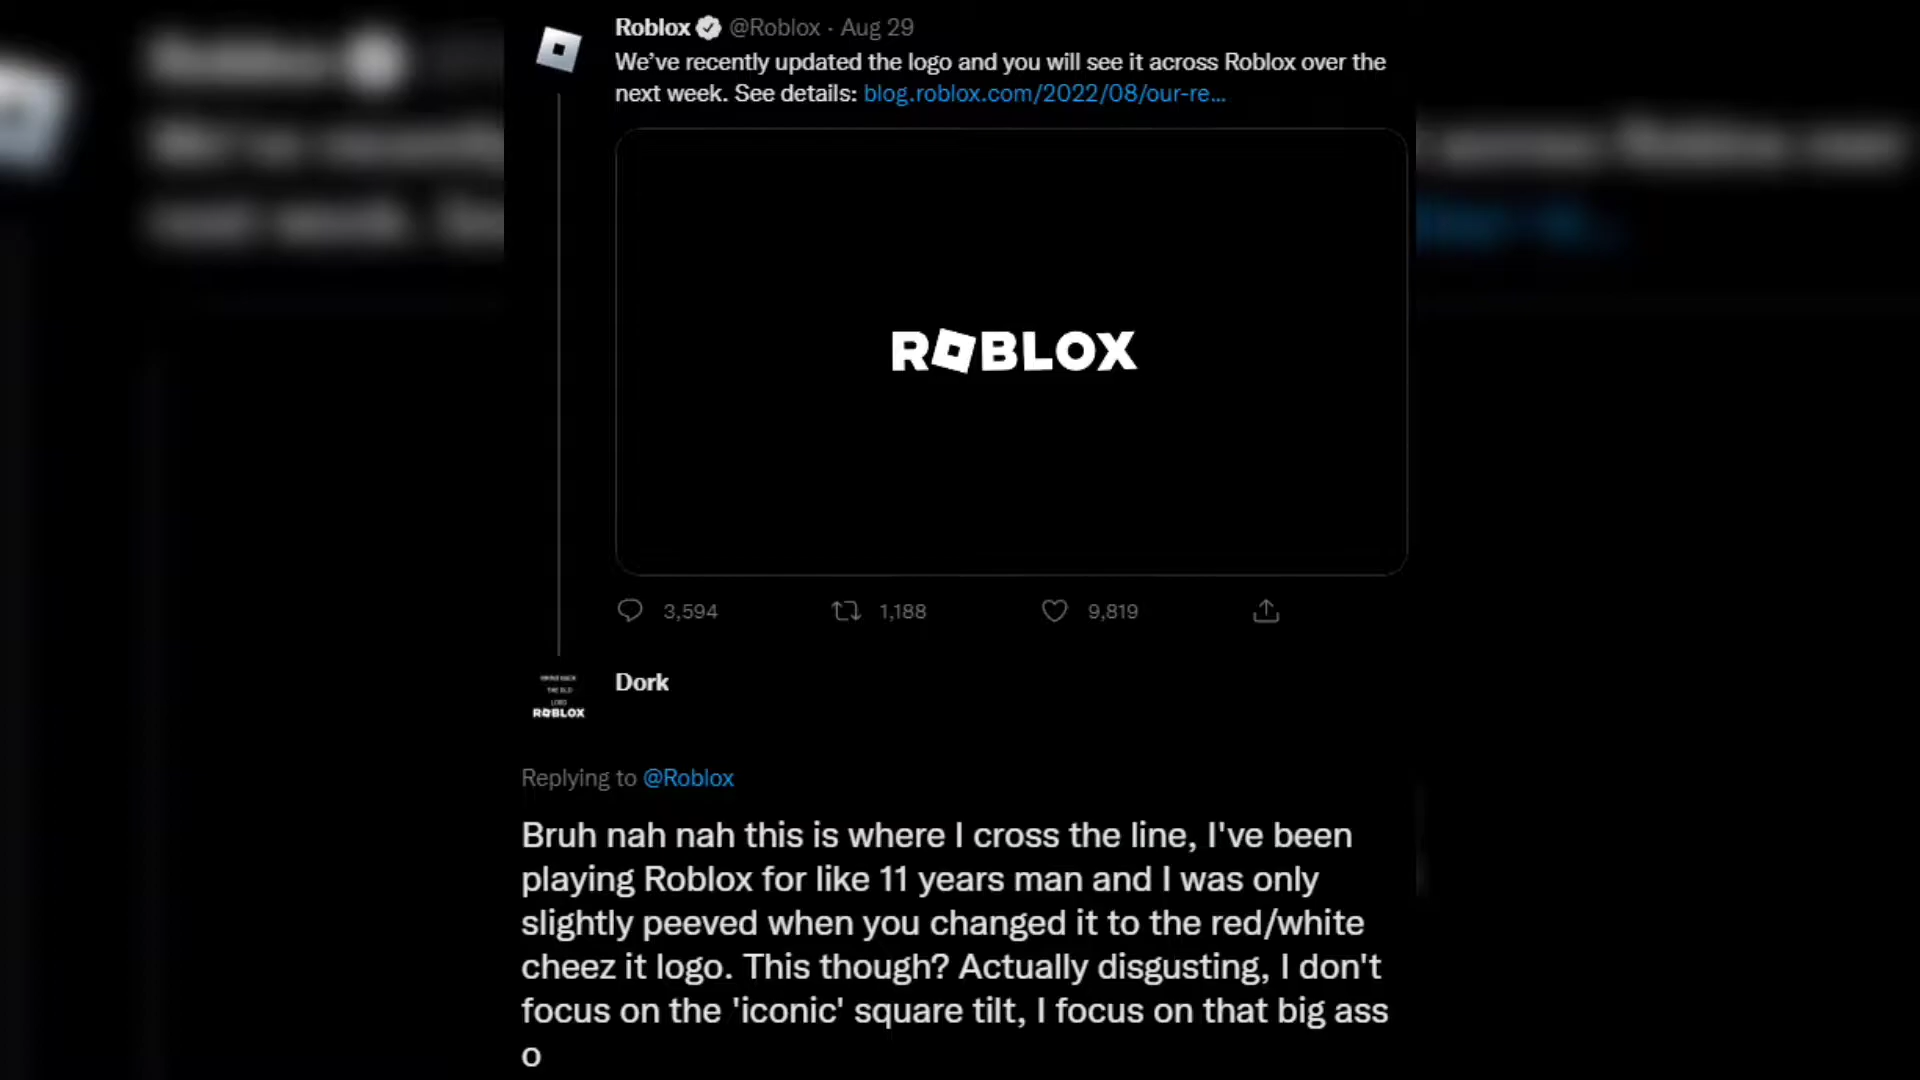 Roblox @Roblox · Aug 29
We’ve recently updated the logo and you will see it across Roblox over the
next week. See details: blog.roblox.com/2022/08/our-re...
ROBLOX
3,594 1,188 9,819
Dork
THE OLD
LOGO
ROBLOX
Replying to @Roblox
Bruh nah nah this is where I cross the line, I've been
playing Roblox for like 11 years man and I was only
slightly peeved when you changed it to the red/white
cheez it logo. This though? Actually disgusting, I don't
focus on the 'iconic' square tilt, I focus on that big ass
o